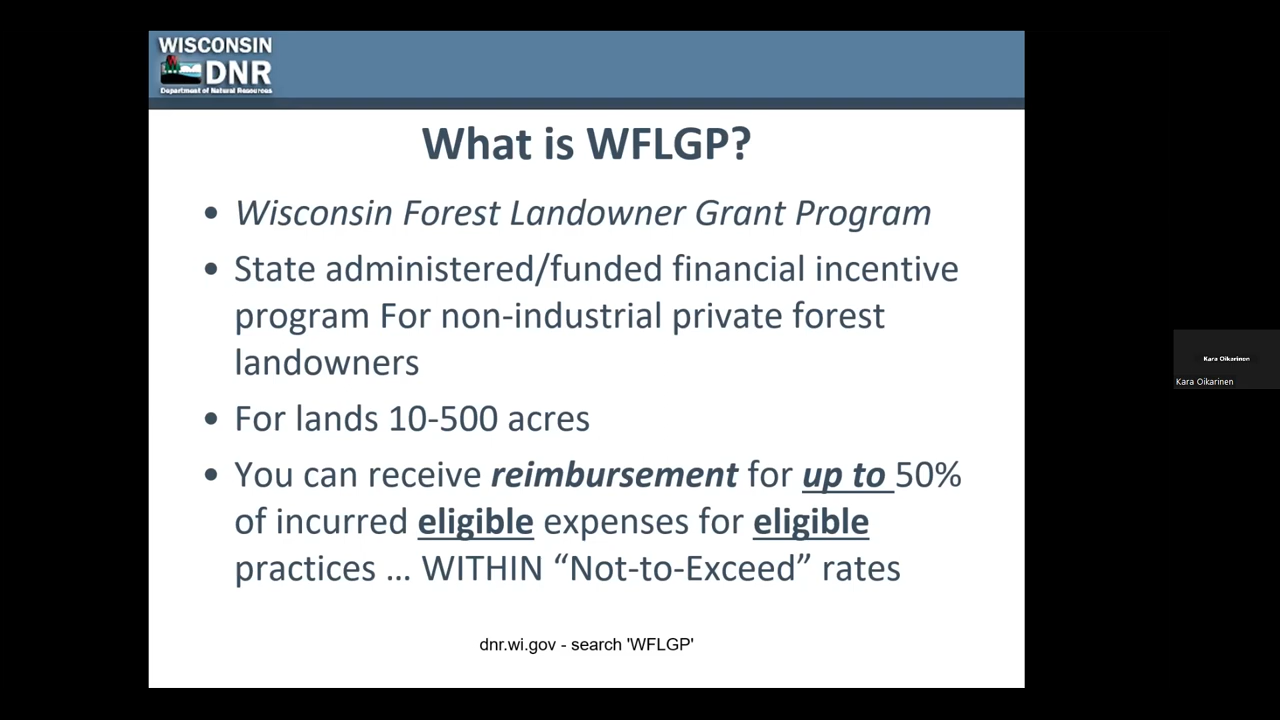 WISCONSIN
DNR
Department of Natural Resources
What is WFLGP?
• Wisconsin Forest Landowner Grant Program
• State administered/funded financial incentive
program For non-industrial private forest
landowners
• For lands 10-500 acres
• You can receive reimbursement for up to 50%
of incurred eligible expenses for eligible
practices … WITHIN “Not-to-Exceed” rates
dnr.wi.gov - search 'WFLGP'
Kara Oikarinen
Kara Oikarinen